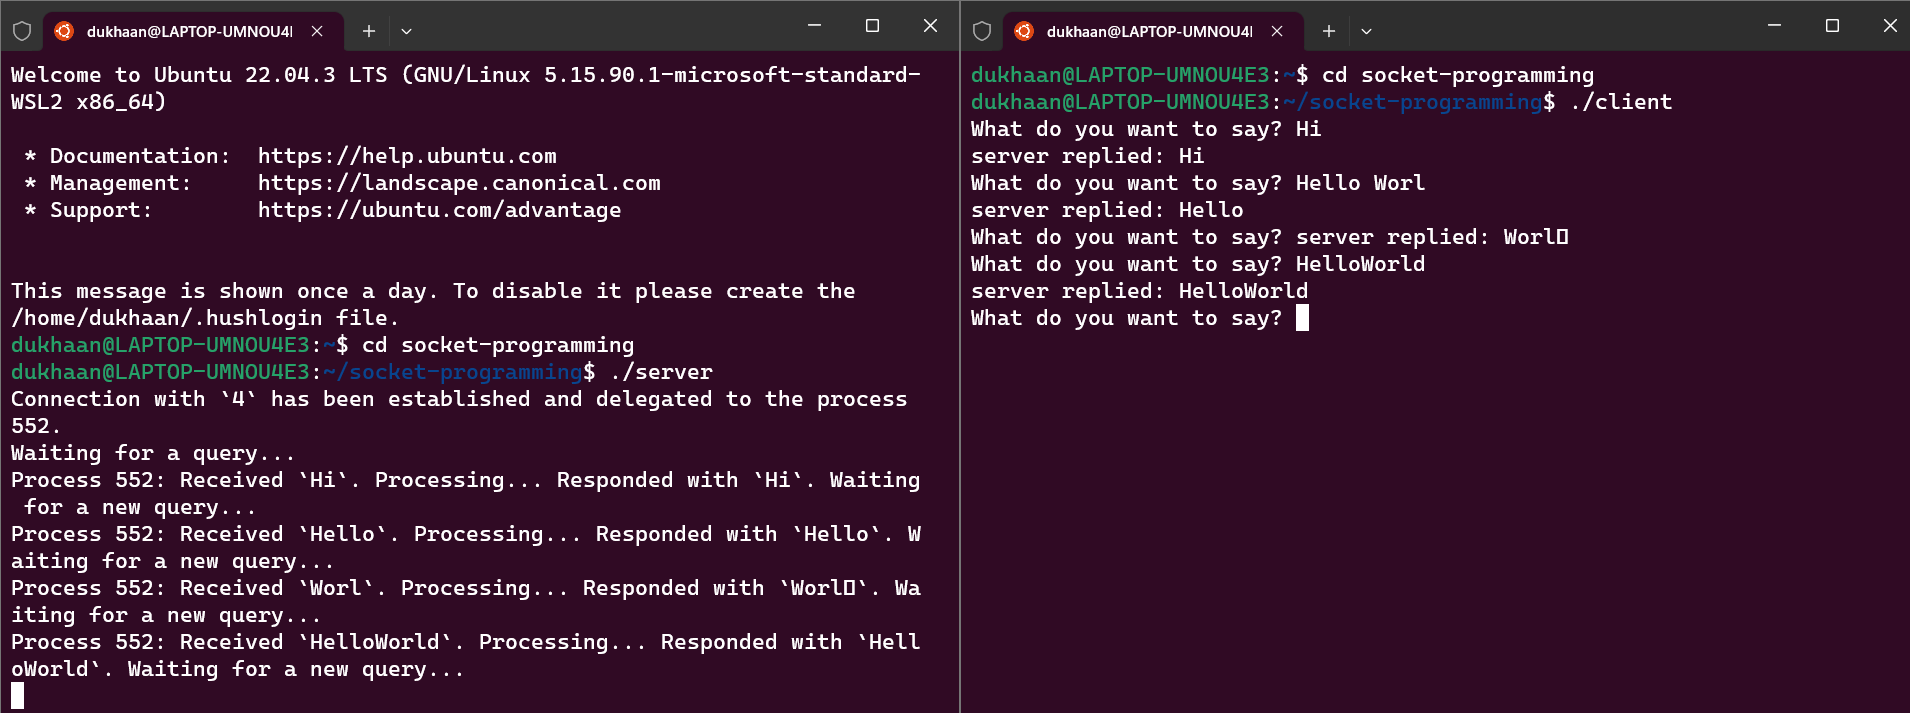 dukhaan@LAPTOP-UMNOU4I
Welcome to Ubuntu 22.04.3 LTS (GNU/Linux 5.15.90.1-microsoft-standard-
WSL2 x86_64)
* Documentation:  https://help.ubuntu.com
* Management:     https://landscape.canonical.com
* Support:        https://ubuntu.com/advantage
This message is shown once a day. To disable it please create the
/home/dukhaan/.hushlogin file.
dukhaan@LAPTOP-UMNOU4E3:~$ cd socket-programming
dukhaan@LAPTOP-UMNOU4E3:~/socket-programming$ ./server
Connection with `4` has been established and delegated to the process
552.
Waiting for a query...
Process 552: Received `Hi`. Processing... Responded with `Hi`. Waiting
for a new query...
Process 552: Received `Hello`. Processing... Responded with `Hello`. W
aiting for a new query...
Process 552: Received `Worl`. Processing... Responded with `Worl▯`. Wa
iting for a new query...
Process 552: Received `HelloWorld`. Processing... Responded with `Hell
oWorld`. Waiting for a new query...
dukhaan@LAPTOP-UMNOU4I
dukhaan@LAPTOP-UMNOU4E3:~$ cd socket-programming
dukhaan@LAPTOP-UMNOU4E3:~/socket-programming$ ./client
What do you want to say? Hi
server replied: Hi
What do you want to say? Hello Worl
server replied: Hello
What do you want to say? server replied: Worl▯
What do you want to say? HelloWorld
server replied: HelloWorld
What do you want to say?